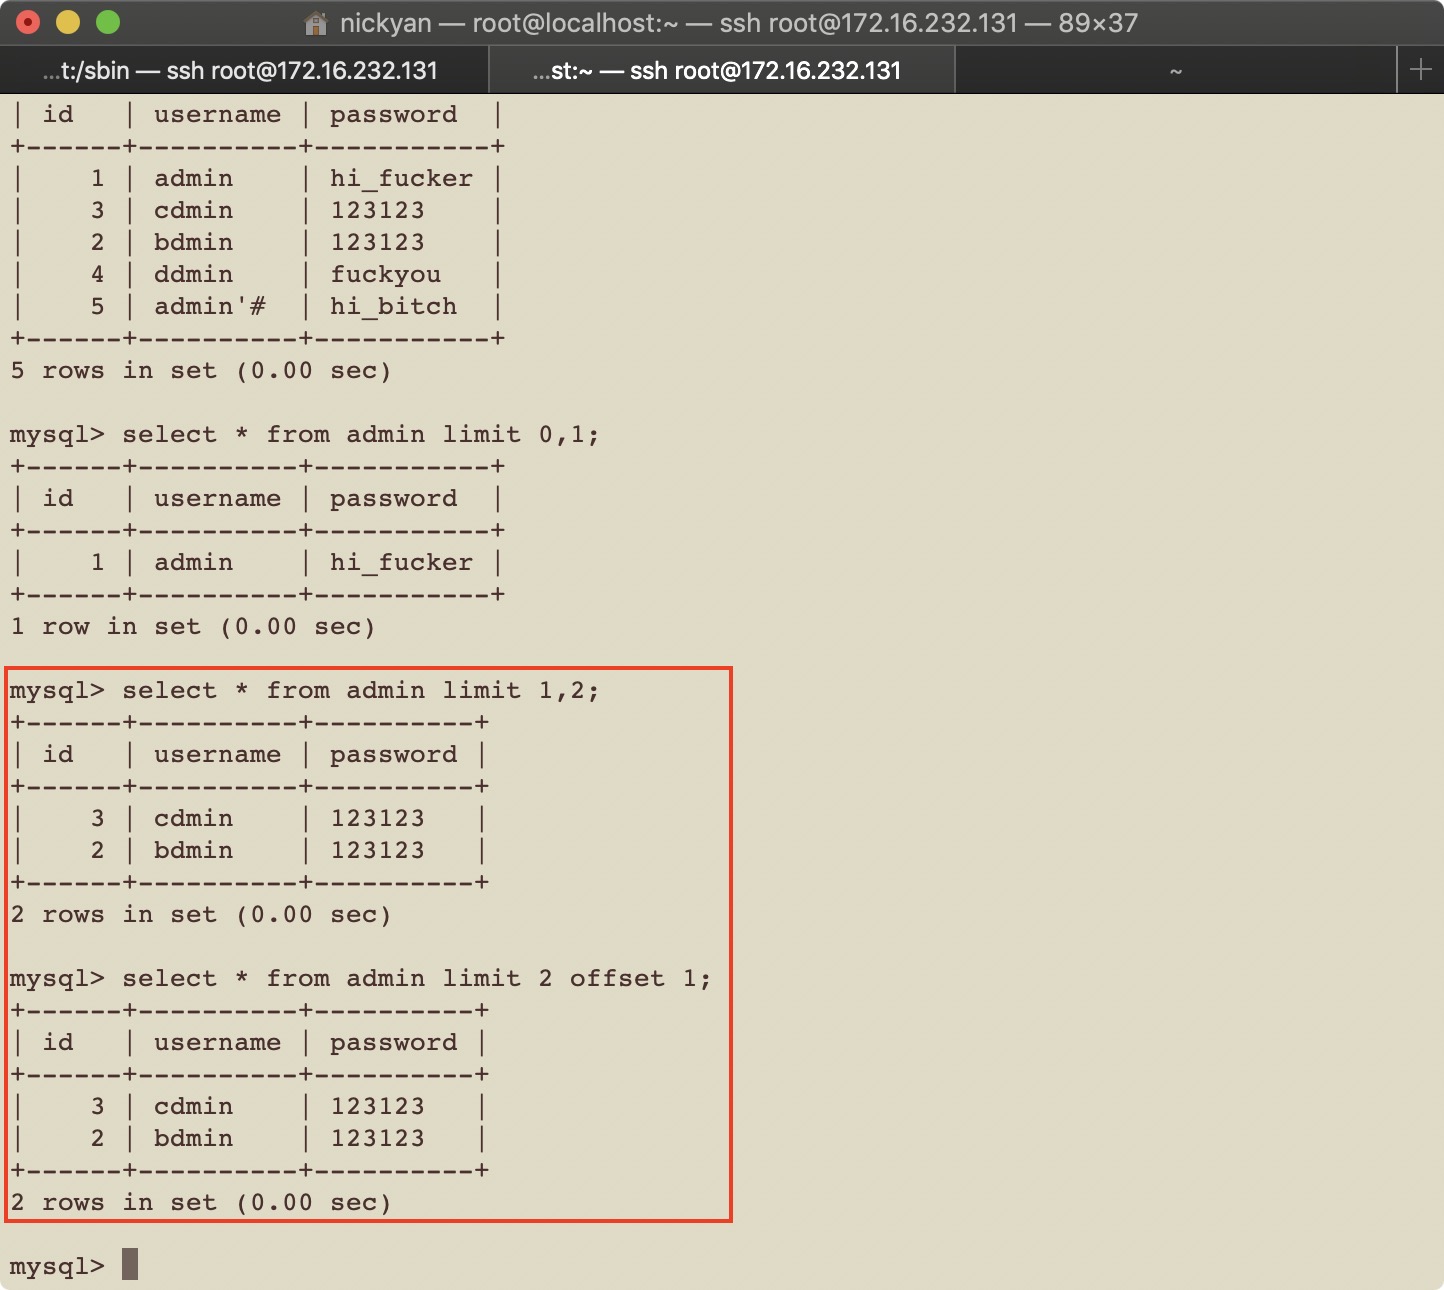 nickyan — root@localhost:~ — ssh root@172.16.232.131 — 89×37
...t:/sbin — ssh root@172.16.232.131 ...st:~ — ssh root@172.16.232.131 ~
| id   | username | password  |
+------+----------+-----------+
|    1 | admin    | hi_fucker |
|    3 | cdmin    | 123123    |
|    2 | bdmin    | 123123    |
|    4 | ddmin    | fuckyou   |
|    5 | admin'#  | hi_bitch  |
+------+----------+-----------+
5 rows in set (0.00 sec)
mysql> select * from admin limit 0,1;
+------+----------+-----------+
| id   | username | password  |
+------+----------+-----------+
|    1 | admin    | hi_fucker |
+------+----------+-----------+
1 row in set (0.00 sec)
mysql> select * from admin limit 1,2;
+------+----------+----------+
| id   | username | password |
+------+----------+----------+
|    3 | cdmin    | 123123   |
|    2 | bdmin    | 123123   |
+------+----------+----------+
2 rows in set (0.00 sec)
mysql> select * from admin limit 2 offset 1;
+------+----------+----------+
| id   | username | password |
+------+----------+----------+
|    3 | cdmin    | 123123   |
|    2 | bdmin    | 123123   |
+------+----------+----------+
2 rows in set (0.00 sec)
mysql>